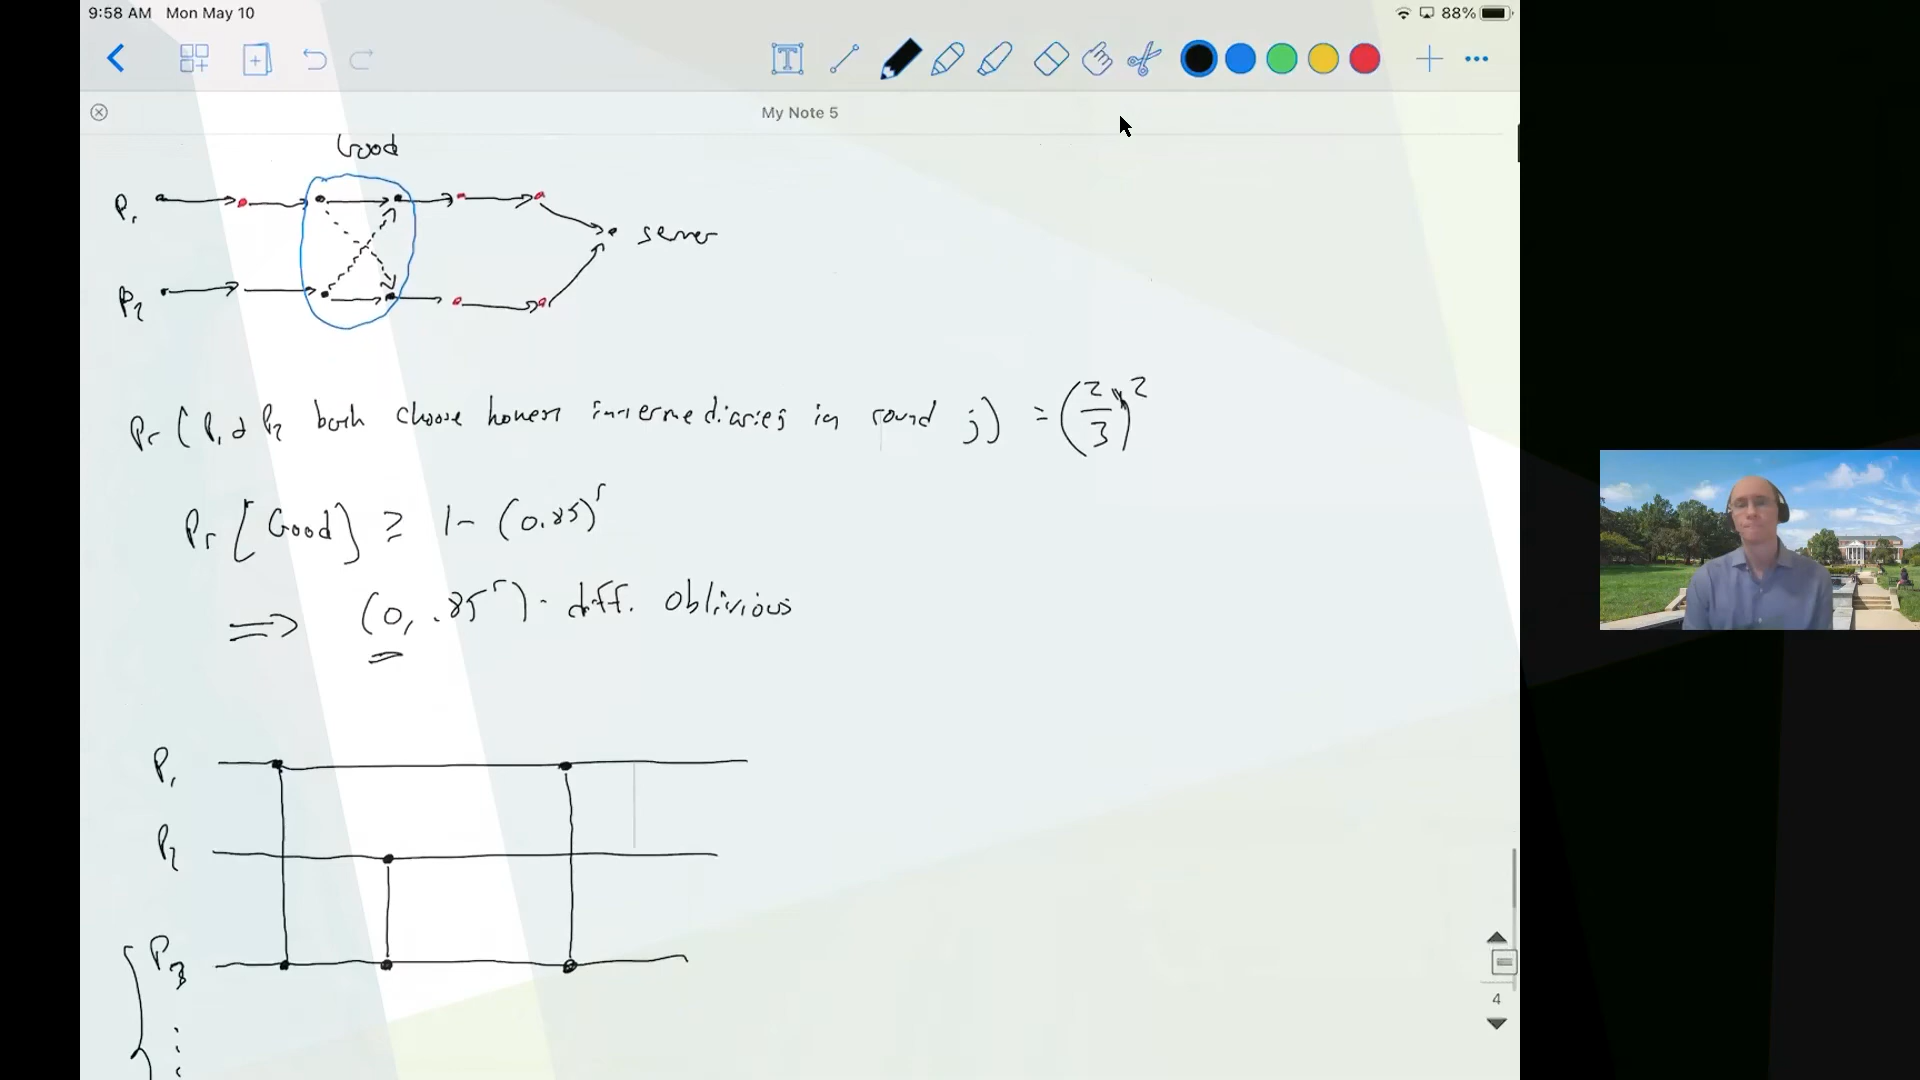 9:58 AM Mon May 10
88%
My Note 5
Good
P₁
server
P₂
Pr ( P₁ & P₂ both choose honest intermediaries in round j) = (2/3)²
Pr [Good] ≥ 1 - (0.85)^r
⟹ (0, .85^r) - diff. oblivious
P₁
P₂
P₃
⋮
4